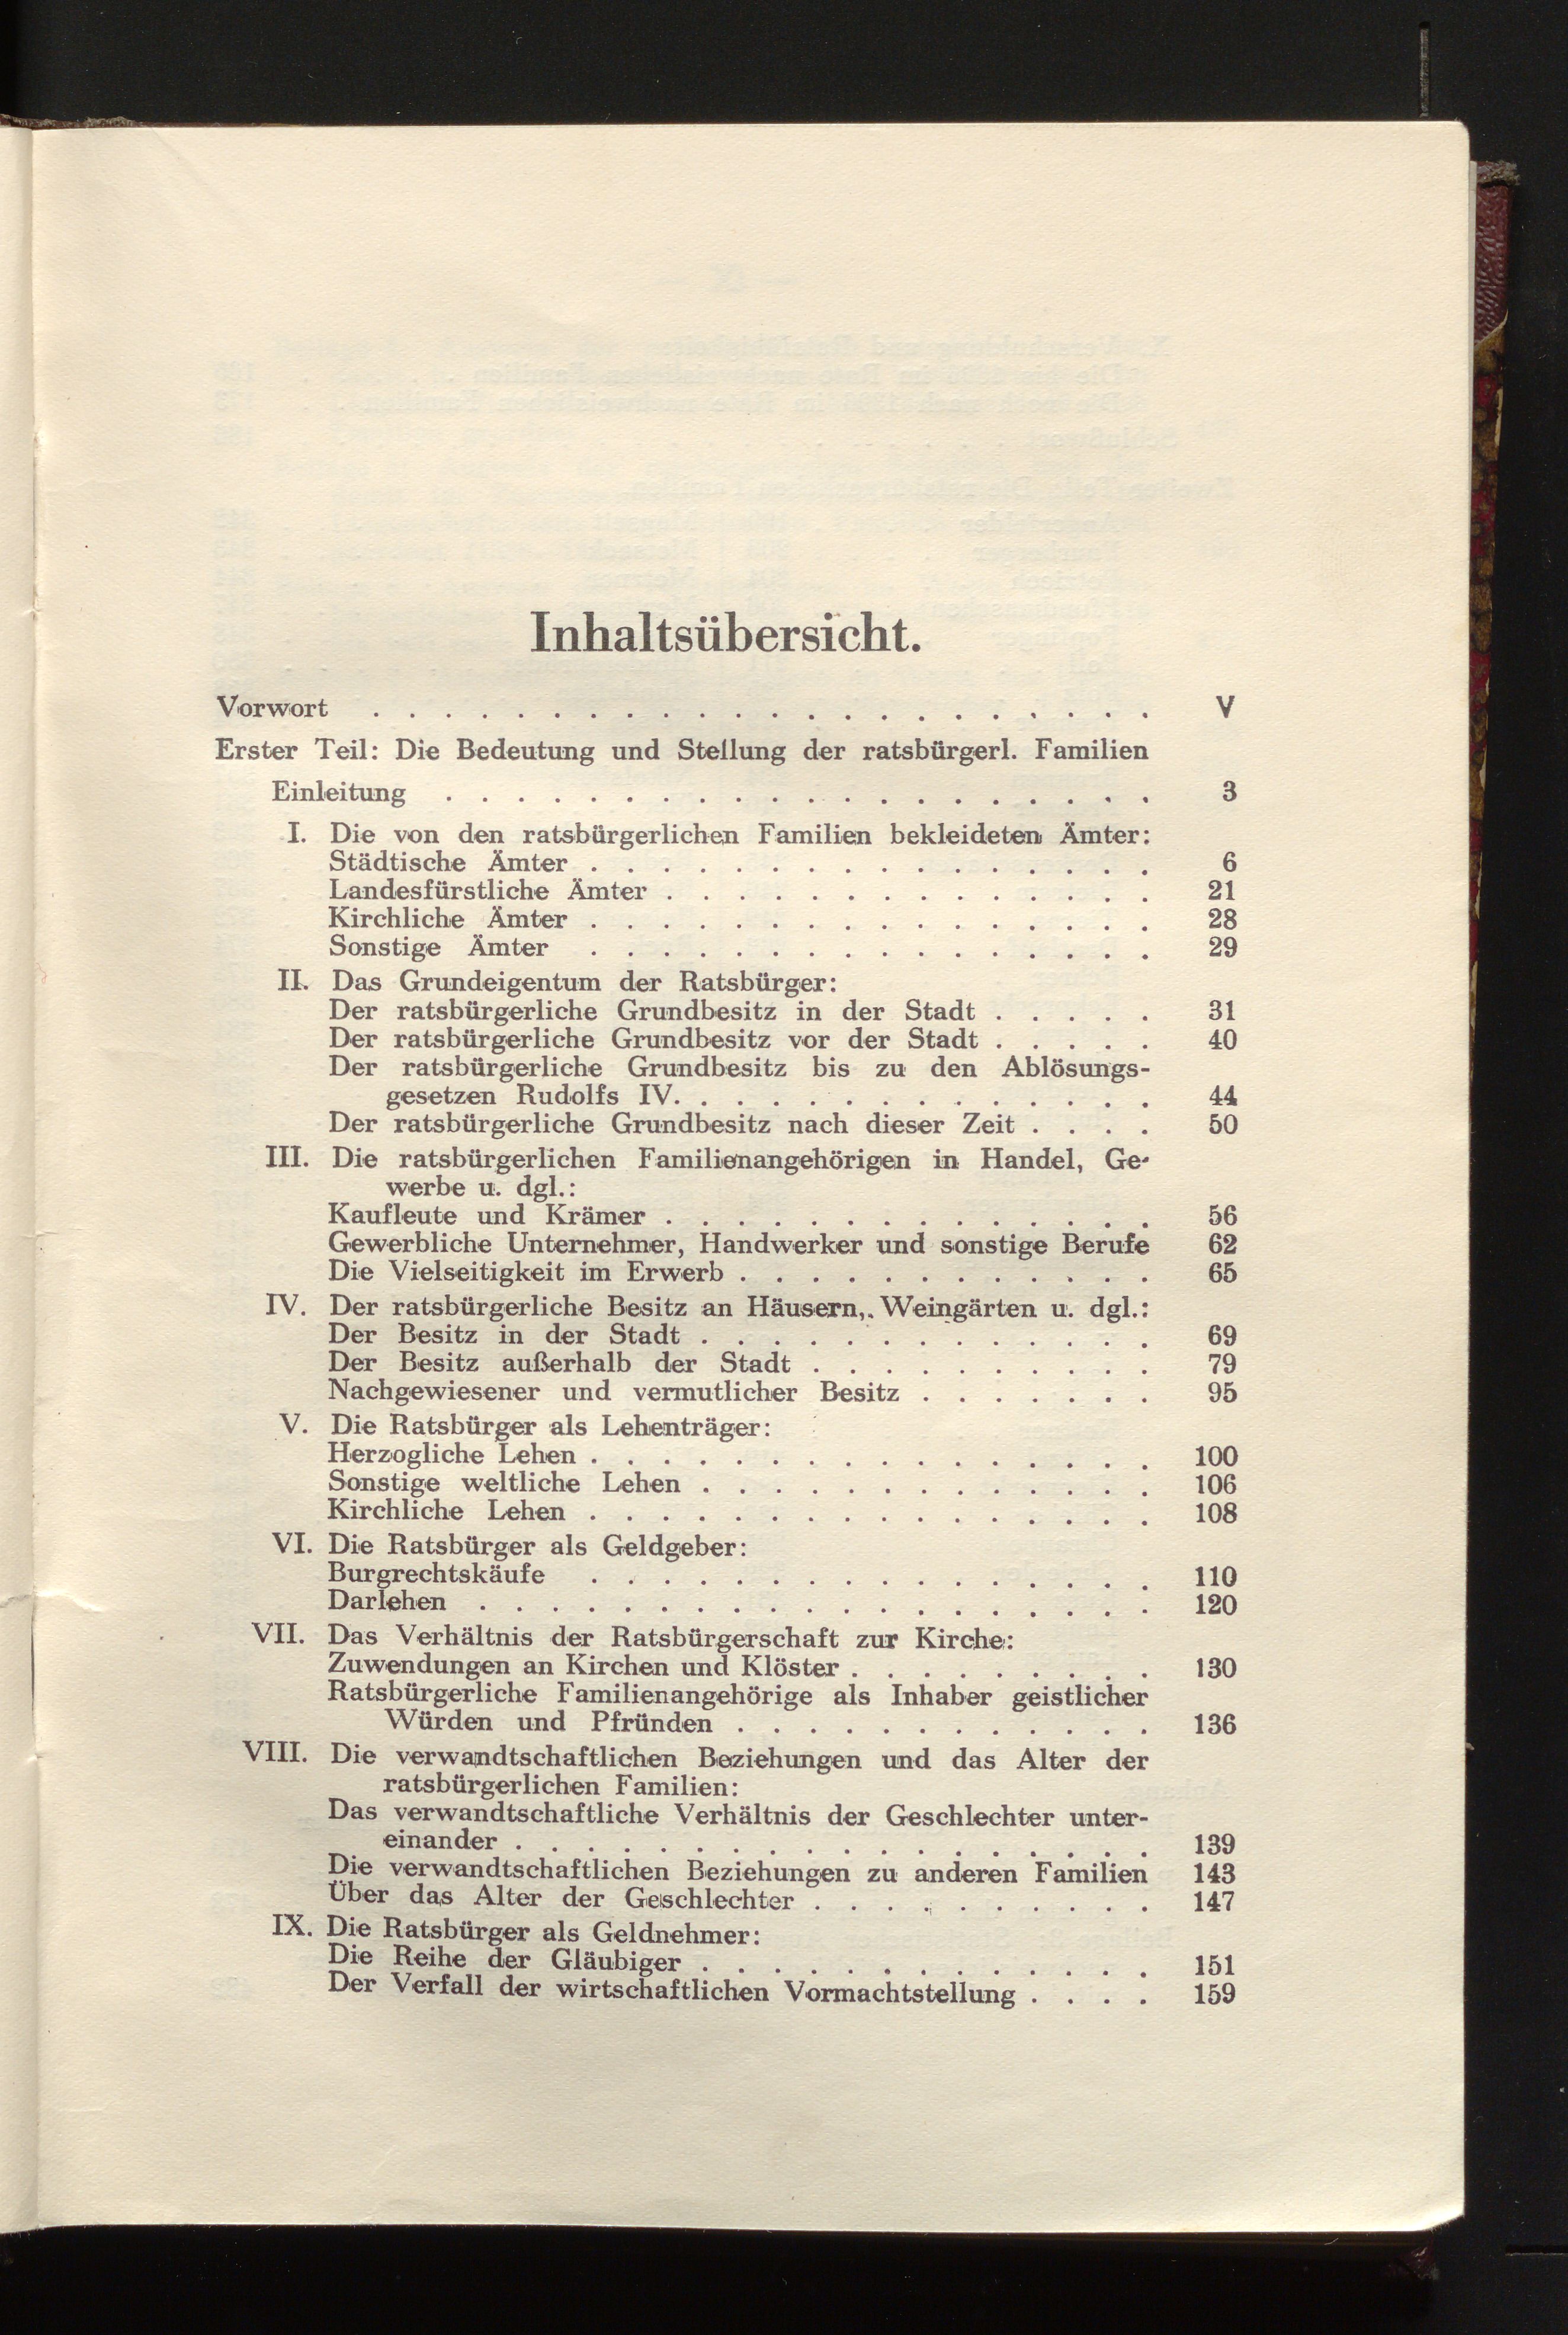 Inhaltsübersicht.
Vorwort . . . . . . . . . . . . . . . . . . . . . . V
Erster Teil: Die Bedeutung und Stellung der ratsbürgerl. Familien
Einleitung . . . . . . . . . . . . . . . . . . . . 3
I. Die von den ratsbürgerlichen Familien bekleideten Ämter:
Städtische Ämter . . . . . . . . . . . . . . . . 6
Landesfürstliche Ämter . . . . . . . . . . . . . . 21
Kirchliche Ämter . . . . . . . . . . . . . . . . 28
Sonstige Ämter . . . . . . . . . . . . . . . . 29
II. Das Grundeigentum der Ratsbürger:
Der ratsbürgerliche Grundbesitz in der Stadt . . . . . 31
Der ratsbürgerliche Grundbesitz vor der Stadt . . . . . 40
Der ratsbürgerliche Grundbesitz bis zu den Ablösungs-
gesetzen Rudolfs IV. . . . . . . . . . . . . . . 44
Der ratsbürgerliche Grundbesitz nach dieser Zeit . . . . 50
III. Die ratsbürgerlichen Familienangehörigen in Handel, Ge-
werbe u. dgl.:
Kaufleute und Krämer . . . . . . . . . . . . . . 56
Gewerbliche Unternehmer, Handwerker und sonstige Berufe 62
Die Vielseitigkeit im Erwerb . . . . . . . . . . . . 65
IV. Der ratsbürgerliche Besitz an Häusern, Weingärten u. dgl.:
Der Besitz in der Stadt . . . . . . . . . . . . . 69
Der Besitz außerhalb der Stadt . . . . . . . . . . 79
Nachgewiesener und vermutlicher Besitz . . . . . . . 95
V. Die Ratsbürger als Lehenträger:
Herzogliche Lehen . . . . . . . . . . . . . . . . 100
Sonstige weltliche Lehen . . . . . . . . . . . . . 106
Kirchliche Lehen . . . . . . . . . . . . . . . . 108
VI. Die Ratsbürger als Geldgeber:
Burgrechtskäufe . . . . . . . . . . . . . . . . 110
Darlehen . . . . . . . . . . . . . . . . . . . 120
VII. Das Verhältnis der Ratsbürgerschaft zur Kirche:
Zuwendungen an Kirchen und Klöster . . . . . . . . . 130
Ratsbürgerliche Familienangehörige als Inhaber geistlicher
Würden und Pfründen . . . . . . . . . . . . 136
VIII. Die verwandtschaftlichen Beziehungen und das Alter der
ratsbürgerlichen Familien:
Das verwandtschaftliche Verhältnis der Geschlechter unter-
einander . . . . . . . . . . . . . . . . . . 139
Die verwandtschaftlichen Beziehungen zu anderen Familien 143
Über das Alter der Geschlechter . . . . . . . . . . 147
IX. Die Ratsbürger als Geldnehmer:
Die Reihe der Gläubiger . . . . . . . . . . . . . 151
Der Verfall der wirtschaftlichen Vormachtstellung . . . . 159